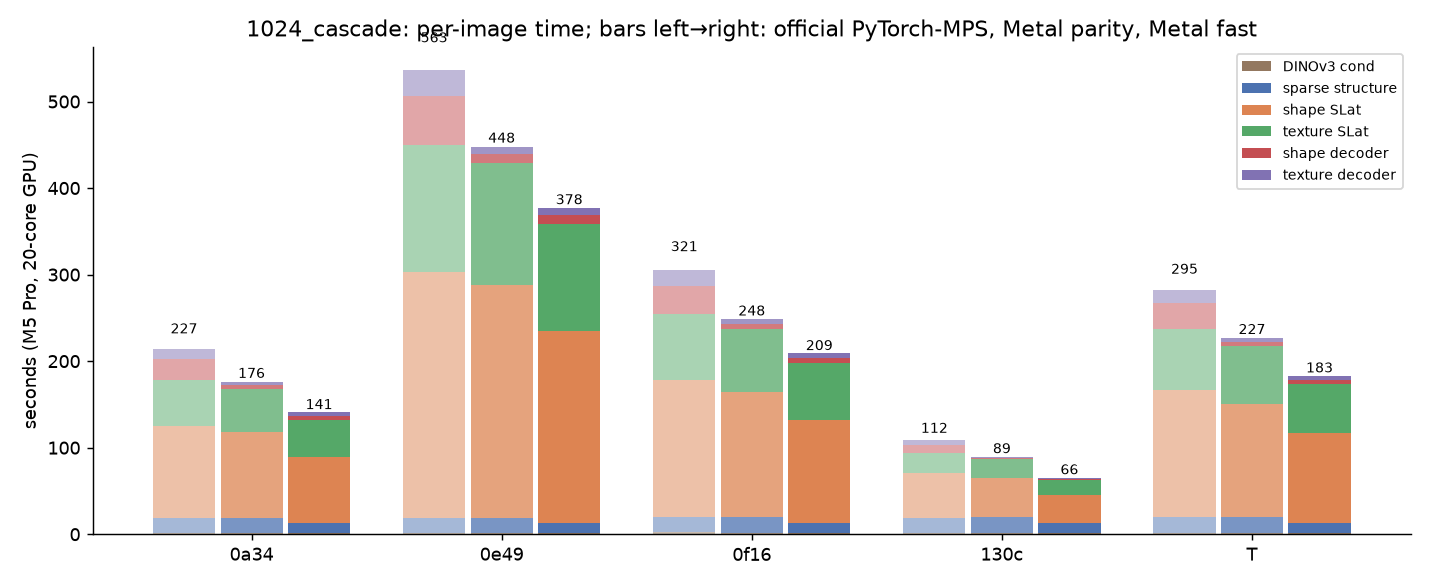 1024_cascade: per-image time; bars left→right: official PyTorch-MPS, Metal parity, Metal fast
563
DINOv3 cond
sparse structure
shape SLat
texture SLat
shape decoder
texture decoder
seconds (M5 Pro, 20-core GPU)
500
400
300
200
100
0
227
176
141
448
378
321
248
209
112
89
66
295
227
183
0a34
0e49
0f16
130c
T